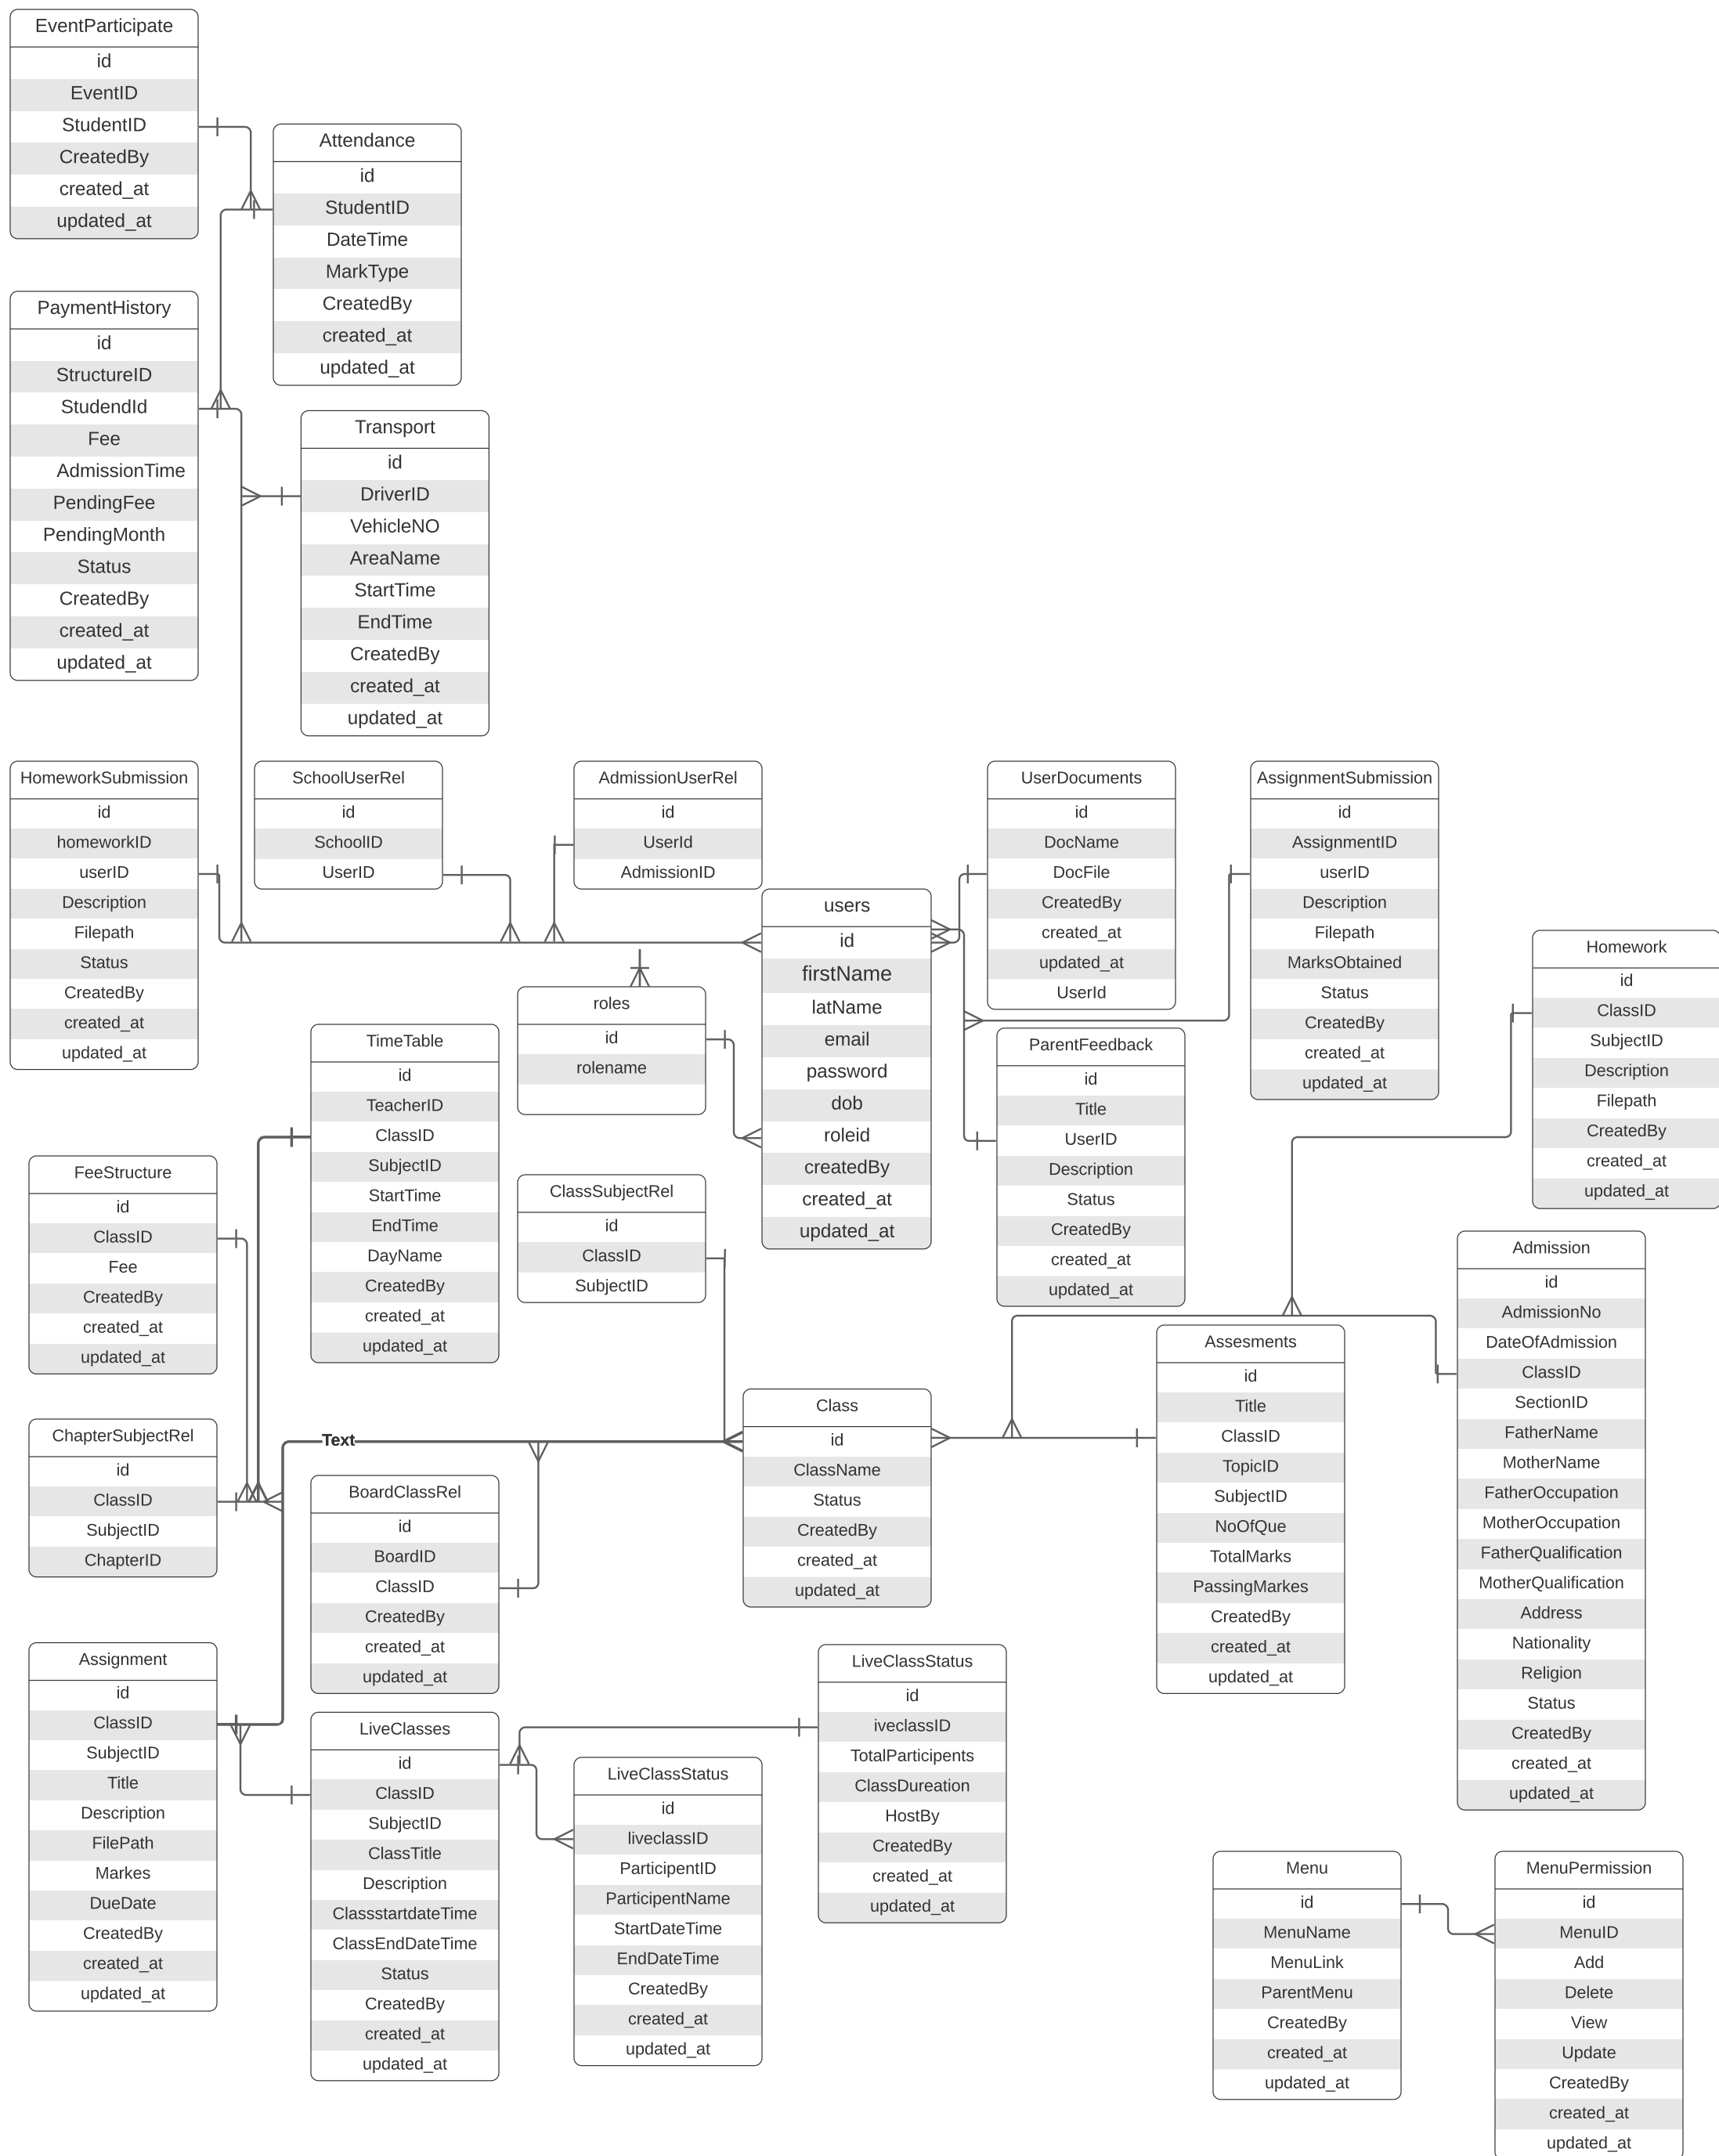 EventParticipate
id
EventID
StudentID
CreatedBy
created_at
updated_at
Attendance
id
StudentID
DateTime
MarkType
CreatedBy
created_at
updated_at
PaymentHistory
id
StructureID
StudendId
Fee
AdmissionTime
PendingFee
PendingMonth
Status
CreatedBy
created_at
updated_at
Transport
id
DriverID
VehicleNO
AreaName
StartTime
EndTime
CreatedBy
created_at
updated_at
HomeworkSubmission
id
homeworkID
userID
Description
Filepath
Status
CreatedBy
created_at
updated_at
SchoolUserRel
id
SchoolID
UserID
AdmissionUserRel
id
UserId
AdmissionID
users
id
firstName
latName
email
password
dob
roleid
createdBy
created_at
updated_at
UserDocuments
id
DocName
DocFile
CreatedBy
created_at
updated_at
UserId
AssignmentSubmission
id
AssignmentID
userID
Description
Filepath
MarksObtained
Status
CreatedBy
created_at
updated_at
Homework
id
ClassID
SubjectID
Description
Filepath
CreatedBy
created_at
updated_at
roles
id
rolename
TimeTable
id
TeacherID
ClassID
SubjectID
StartTime
EndTime
DayName
CreatedBy
created_at
updated_at
ParentFeedback
id
Title
UserID
Description
Status
CreatedBy
created_at
updated_at
FeeStructure
id
ClassID
Fee
CreatedBy
created_at
updated_at
ClassSubjectRel
id
ClassID
SubjectID
Admission
id
AdmissionNo
DateOfAdmission
ClassID
SectionID
FatherName
MotherName
FatherOccupation
MotherOccupation
FatherQualification
MotherQualification
Address
Nationality
Religion
Status
CreatedBy
created_at
updated_at
Assesments
id
Title
ClassID
TopicID
SubjectID
NoOfQue
TotalMarks
PassingMarkes
CreatedBy
created_at
updated_at
Class
id
ClassName
Status
CreatedBy
created_at
updated_at
ChapterSubjectRel
id
ClassID
SubjectID
ChapterID
Text
BoardClassRel
id
BoardID
ClassID
CreatedBy
created_at
updated_at
Assignment
id
ClassID
SubjectID
Title
Description
FilePath
Markes
DueDate
CreatedBy
created_at
updated_at
LiveClasses
id
ClassID
SubjectID
ClassTitle
Description
ClassstartdateTime
ClassEndDateTime
Status
CreatedBy
created_at
updated_at
LiveClassStatus
id
liveclassID
ParticipentID
ParticipentName
StartDateTime
EndDateTime
CreatedBy
created_at
updated_at
LiveClassStatus
id
iveclassID
TotalParticipents
ClassDureation
HostBy
CreatedBy
created_at
updated_at
Menu
id
MenuName
MenuLink
ParentMenu
CreatedBy
created_at
updated_at
MenuPermission
id
MenuID
Add
Delete
View
Update
CreatedBy
created_at
updated_at